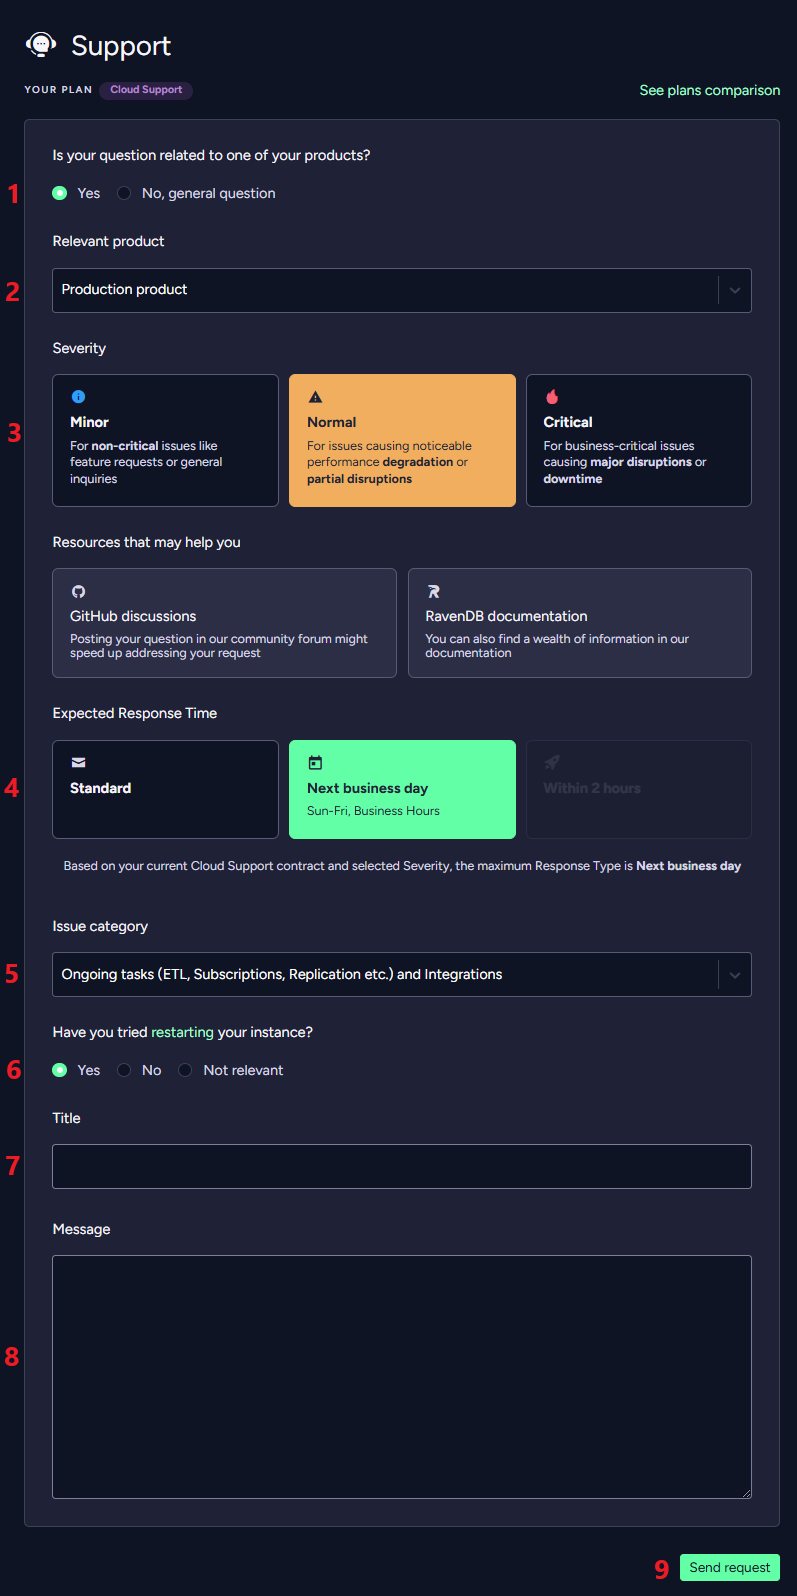 Support
YOUR PLAN Cloud Support See plans comparison
Is your question related to one of your products?
1 Yes No, general question
Relevant product
2 Production product
Severity
3
Minor
For non-critical issues like
feature requests or general
inquiries
Normal
For issues causing noticeable
performance degradation or
partial disruptions
Critical
For business-critical issues
causing major disruptions or
downtime
Resources that may help you
GitHub discussions
Posting your question in our community forum might
speed up addressing your request
RavenDB documentation
You can also find a wealth of information in our
documentation
Expected Response Time
4
Standard
Next business day
Sun-Fri, Business Hours
Within 2 hours
Based on your current Cloud Support contract and selected Severity, the maximum Response Type is Next business day
Issue category
5 Ongoing tasks (ETL, Subscriptions, Replication etc.) and Integrations
Have you tried restarting your instance?
6 Yes No Not relevant
Title
7
Message
8
9 Send request